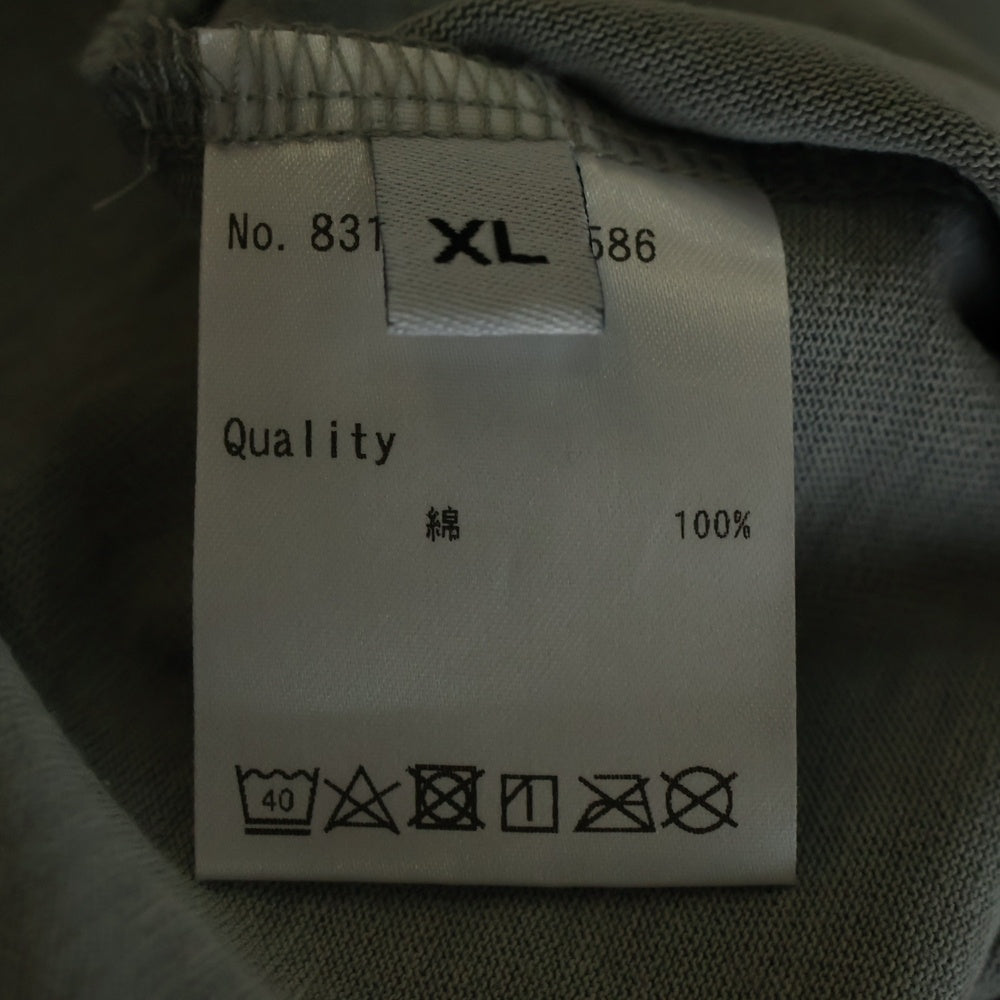 No. 831 586
XL
Quality
綿 100%
40